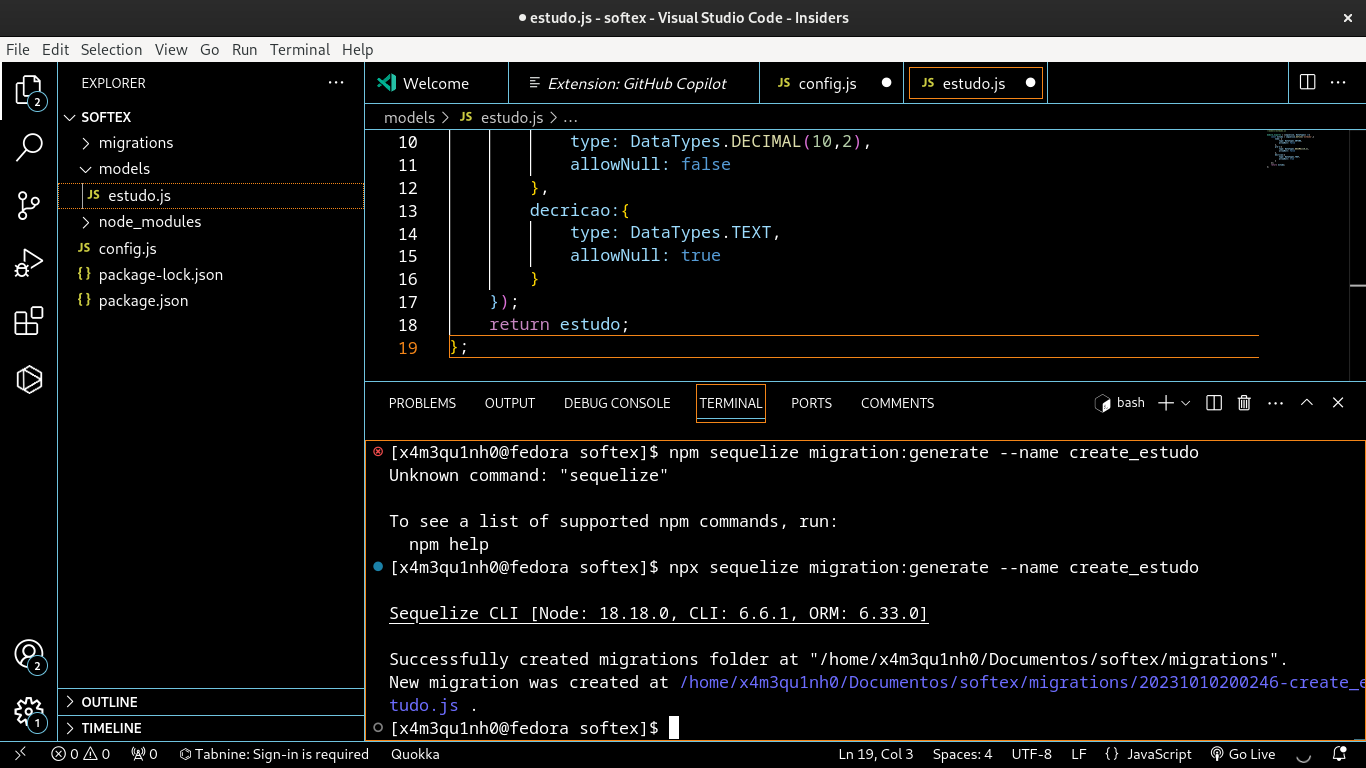 estudo.js - softex - Visual Studio Code - Insiders
File Edit Selection View Go Run Terminal Help
2
EXPLORER
SOFTEX
migrations
models
JS estudo.js
node_modules
JS config.js
{} package-lock.json
{} package.json
2
1
OUTLINE
TIMELINE
Welcome
Extension: GitHub Copilot
JS config.js
JS estudo.js
models > JS estudo.js > ...
10 type: DataTypes.DECIMAL(10,2),
11 allowNull: false
12 },
13 decricao:{
14 type: DataTypes.TEXT,
15 allowNull: true
16 }
17 });
18 return estudo;
19 };
PROBLEMS OUTPUT DEBUG CONSOLE TERMINAL PORTS COMMENTS
bash
[x4m3qu1nh0@fedora softex]$ npm sequelize migration:generate --name create_estudo
Unknown command: "sequelize"
To see a list of supported npm commands, run:
npm help
[x4m3qu1nh0@fedora softex]$ npx sequelize migration:generate --name create_estudo
Sequelize CLI [Node: 18.18.0, CLI: 6.6.1, ORM: 6.33.0]
Successfully created migrations folder at "/home/x4m3qu1nh0/Documentos/softex/migrations".
New migration was created at /home/x4m3qu1nh0/Documentos/softex/migrations/20231010200246-create_e
tudo.js .
[x4m3qu1nh0@fedora softex]$
0 0 0 Tabnine: Sign-in is required Quokka Ln 19, Col 3 Spaces: 4 UTF-8 LF {} JavaScript Go Live